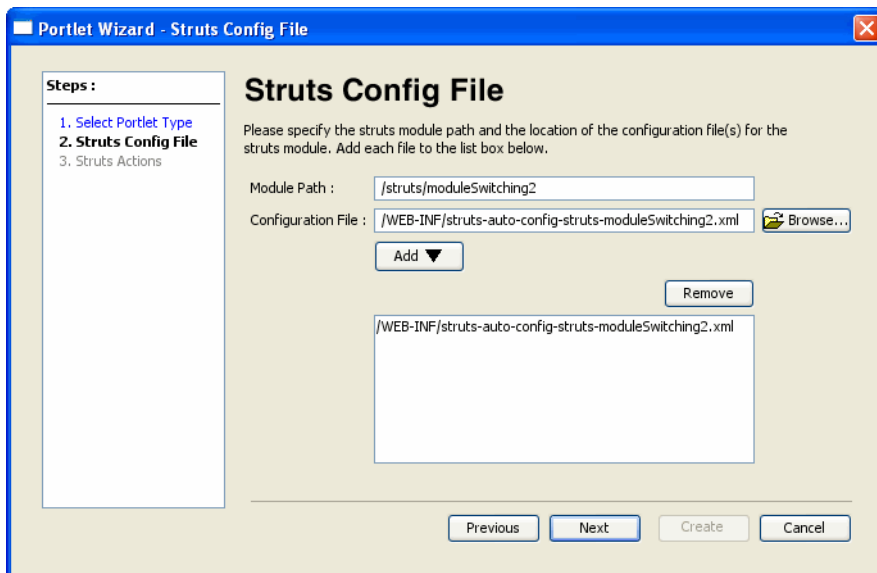 Portlet Wizard - Struts Config File
Steps :
1. Select Portlet Type
2. Struts Config File
3. Struts Actions
Struts Config File
Please specify the struts module path and the location of the configuration file(s) for the
struts module. Add each file to the list box below.
Module Path : /struts/moduleSwitching2
Configuration File : /WEB-INF/struts-auto-config-struts-moduleSwitching2.xml Browse...
Add
Remove
/WEB-INF/struts-auto-config-struts-moduleSwitching2.xml
Previous Next Create Cancel